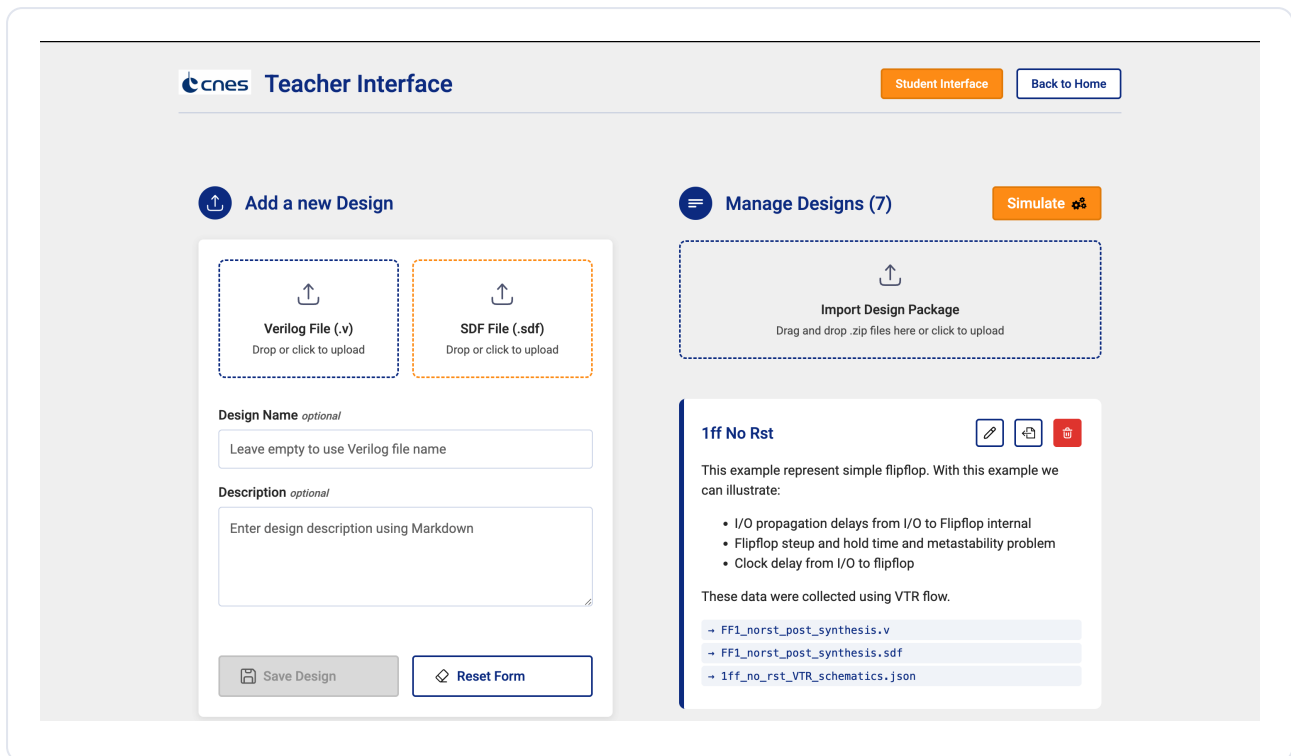 cnes Teacher Interface
Student Interface
Back to Home
Add a new Design
Verilog File (.v)
Drop or click to upload
SDF File (.sdf)
Drop or click to upload
Design Name optional
Leave empty to use Verilog file name
Description optional
Enter design description using Markdown
Save Design
Reset Form
Manage Designs (7)
Simulate
Import Design Package
Drag and drop .zip files here or click to upload
1ff No Rst
This example represent simple flipflop. With this example we
can illustrate:
• I/O propagation delays from I/O to Flipflop internal
• Flipflop steup and hold time and metastability problem
• Clock delay from I/O to flipflop
These data were collected using VTR flow.
→ FF1_norst_post_synthesis.v
→ FF1_norst_post_synthesis.sdf
→ 1ff_no_rst_VTR_schematics.json